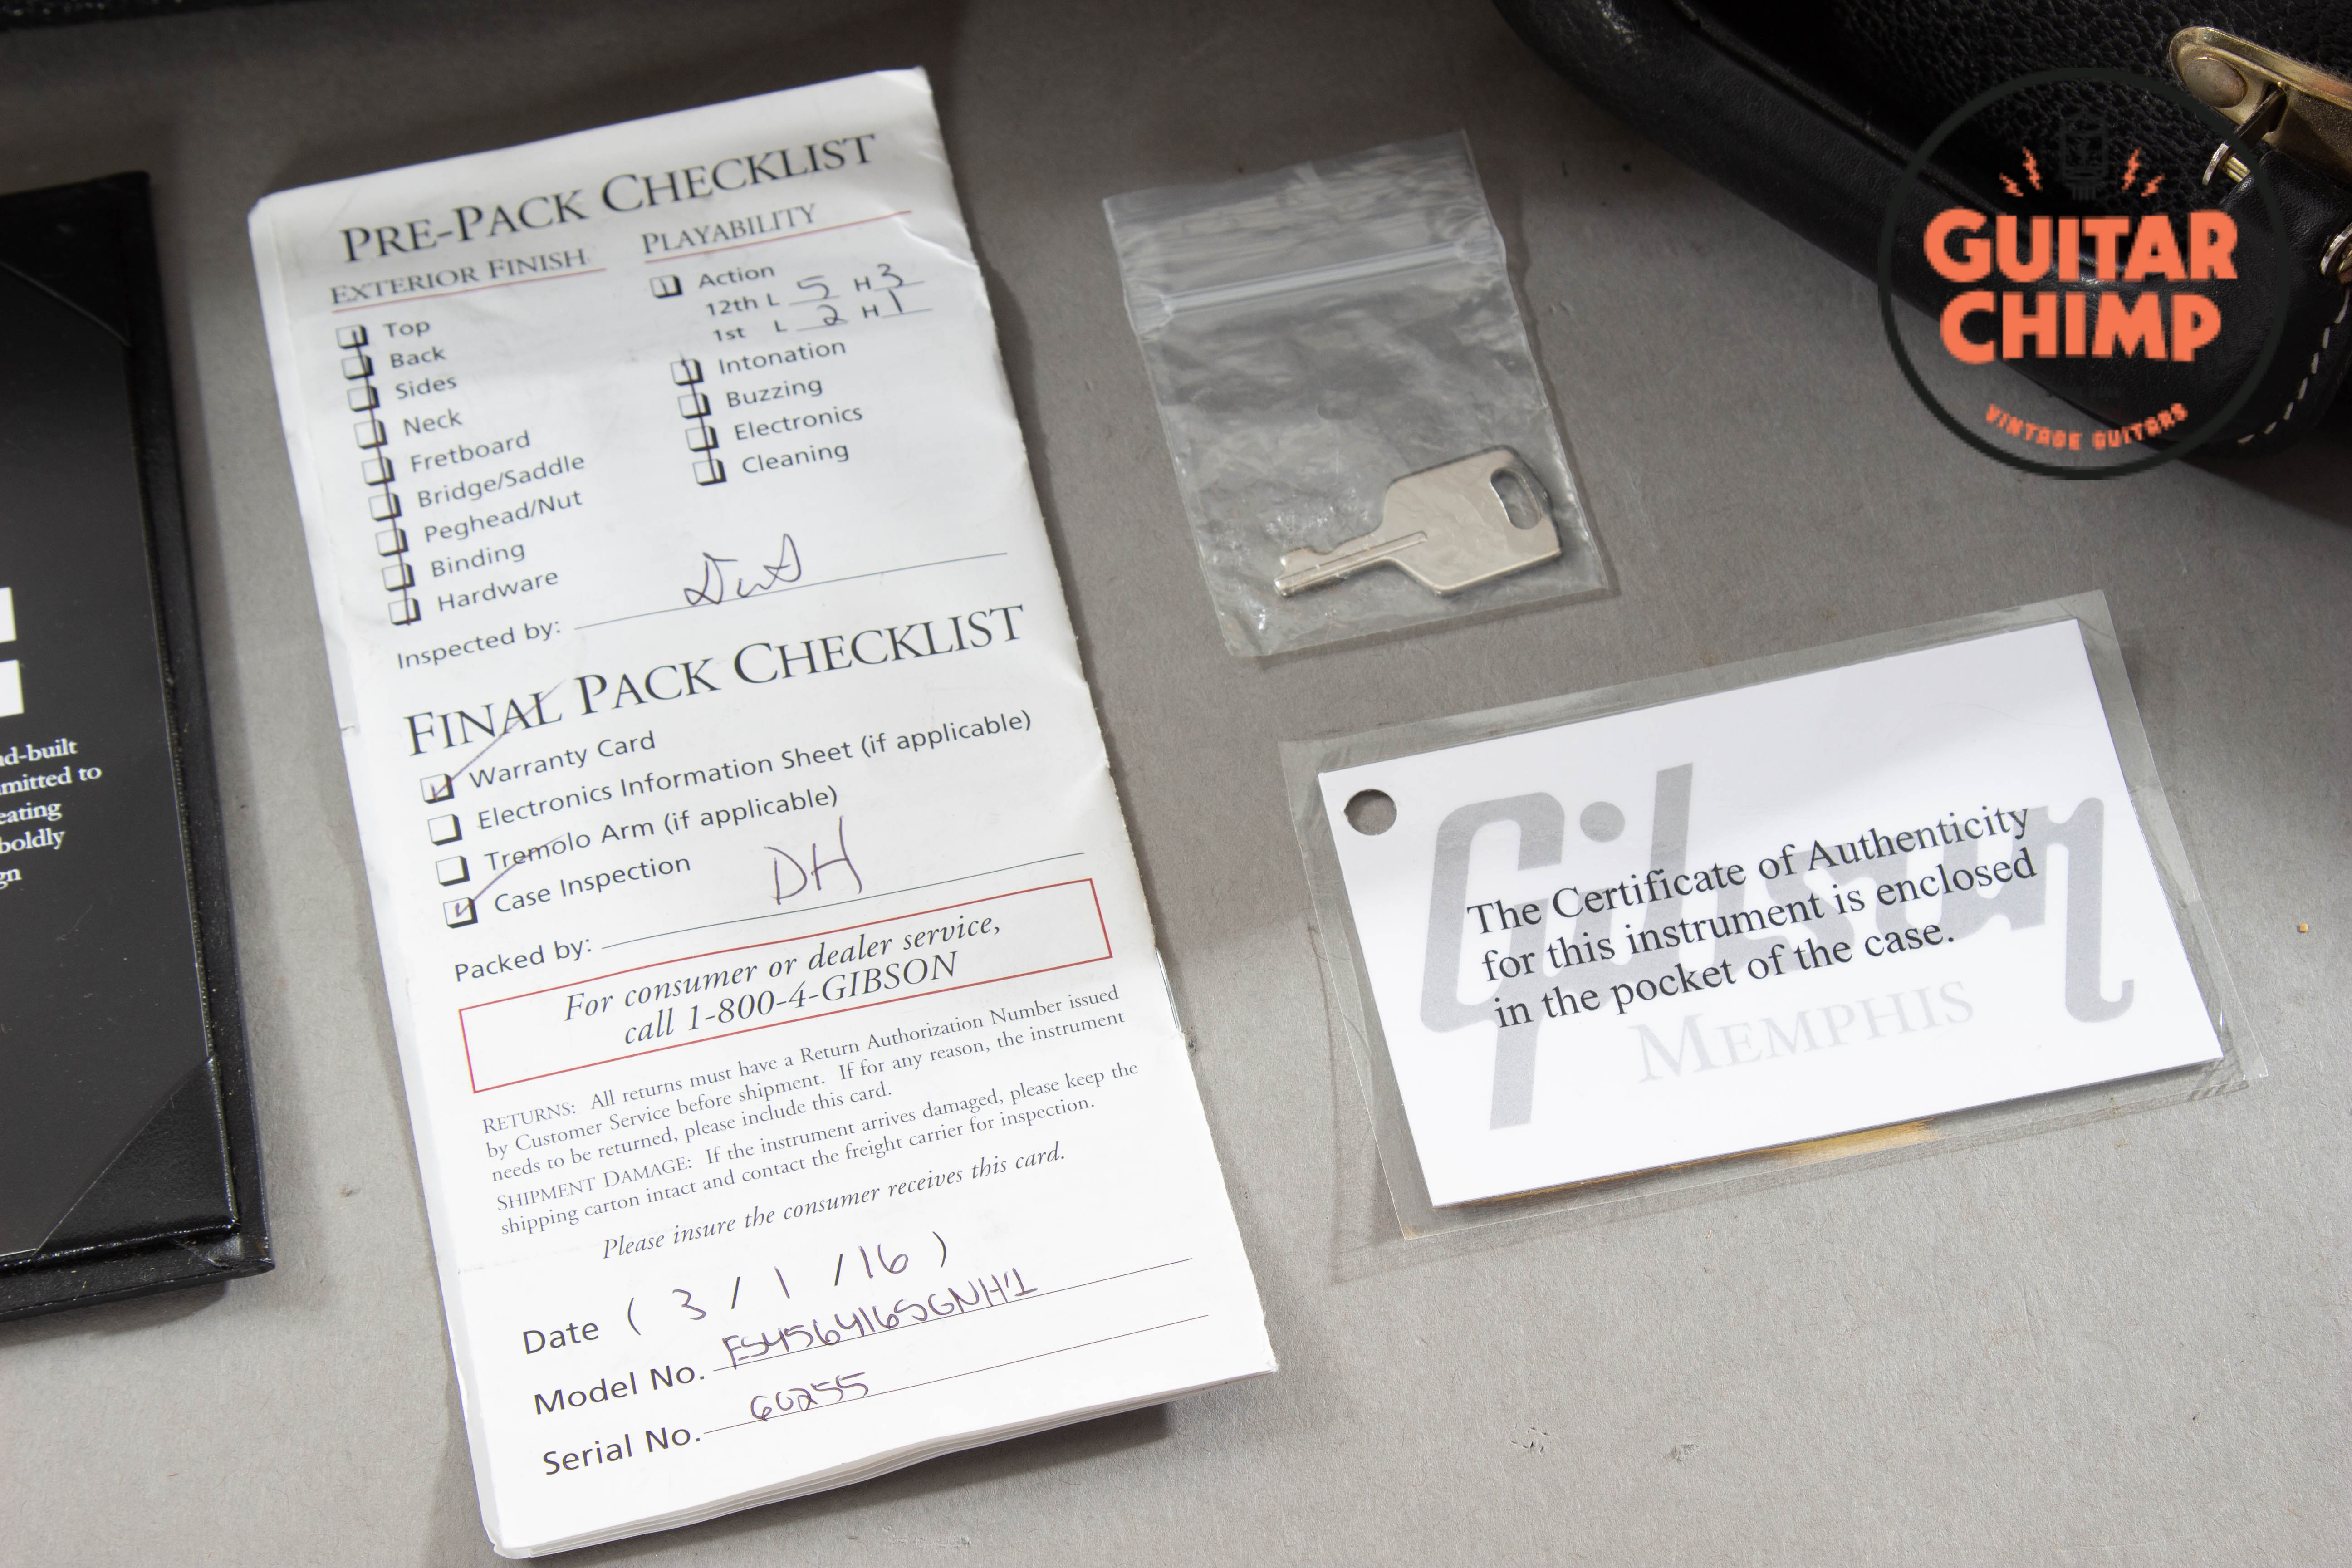 PRE-PACK CHECKLIST
EXTERIOR FINISH
Top
Back
Sides
Neck
Fretboard
Bridge/Saddle
Peghead/Nut
Binding
Hardware
PLAYABILITY
Action
12th L 5 H 3
1st L 2 H 1
Intonation
Buzzing
Electronics
Cleaning
Inspected by:
FINAL PACK CHECKLIST
Warranty Card
Electronics Information Sheet (if applicable)
Tremolo Arm (if applicable)
Case Inspection
Packed by: DH
For consumer or dealer service,
call 1-800-4-GIBSON
RETURNS: All returns must have a Return Authorization Number issued
by Customer Service before shipment. If for any reason, the instrument
needs to be returned, please include this card.
SHIPMENT DAMAGE: If the instrument arrives damaged, please keep the
shipping carton intact and contact the freight carrier for inspection.
Please insure the consumer receives this card.
Date ( 3 / 1 / 16 )
Model No. ES456416SGNH1
Serial No. 60255
Gibson
MEMPHIS
The Certificate of Authenticity
for this instrument is enclosed
in the pocket of the case.
GUITAR
CHIMP
VINTAGE GUITARS
boldly